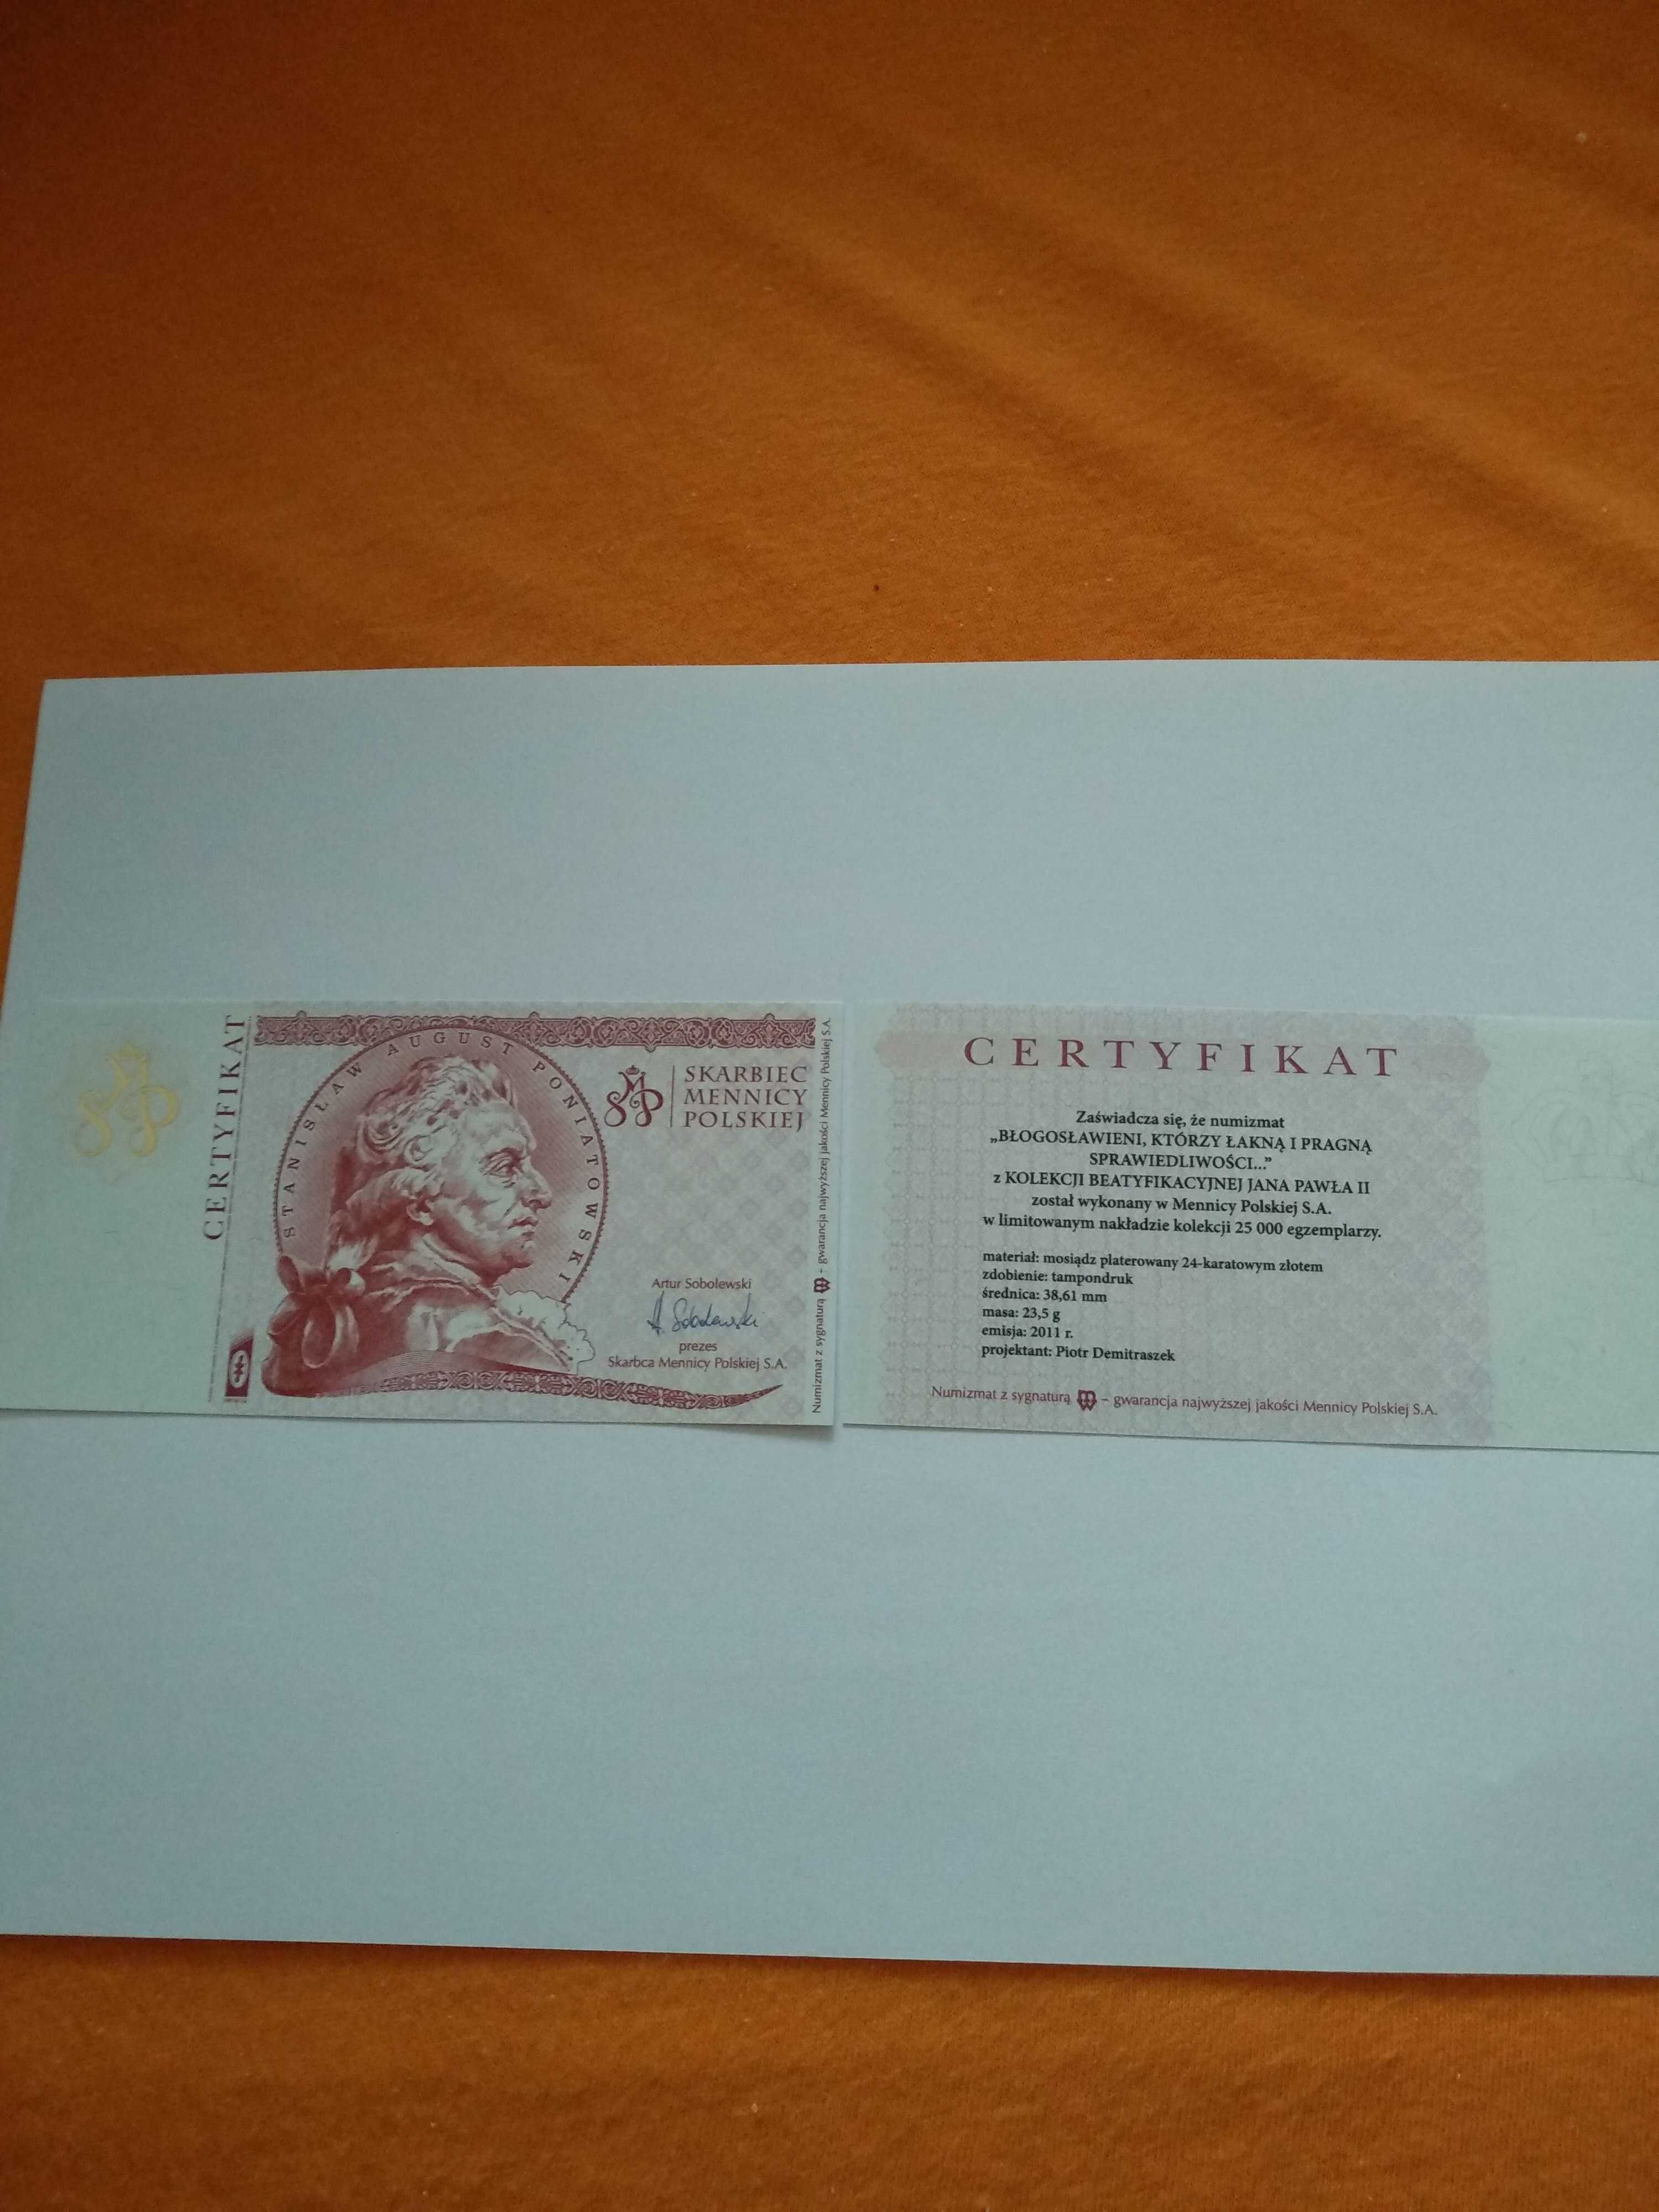 CERTYFIKAT
STANISŁAW AUGUST PONIATOWSKI
SKARBIEC
MENNICY
POLSKIEJ
Artur Sobolewski
A. Sobolewski
prezes
Skarbca Mennicy Polskiej S.A.
Numizmat z sygnaturą – gwarancja najwyższej jakości Mennicy Polskiej S.A.
CERTYFIKAT
Zaświadcza się, że numizmat
„BŁOGOSŁAWIENI, KTÓRZY ŁAKNĄ I PRAGNĄ
SPRAWIEDLIWOŚCI...”
z KOLEKCJI BEATYFIKACYJNEJ JANA PAWŁA II
został wykonany w Mennicy Polskiej S.A.
w limitowanym nakładzie kolekcji 25 000 egzemplarzy.
materiał: mosiądz platerowany 24-karatowym złotem
zdobienie: tampondruk
średnica: 38,61 mm
masa: 23,5 g
emisja: 2011 r.
projektant: Piotr Demitraszek
Numizmat z sygnaturą – gwarancja najwyższej jakości Mennicy Polskiej S.A.